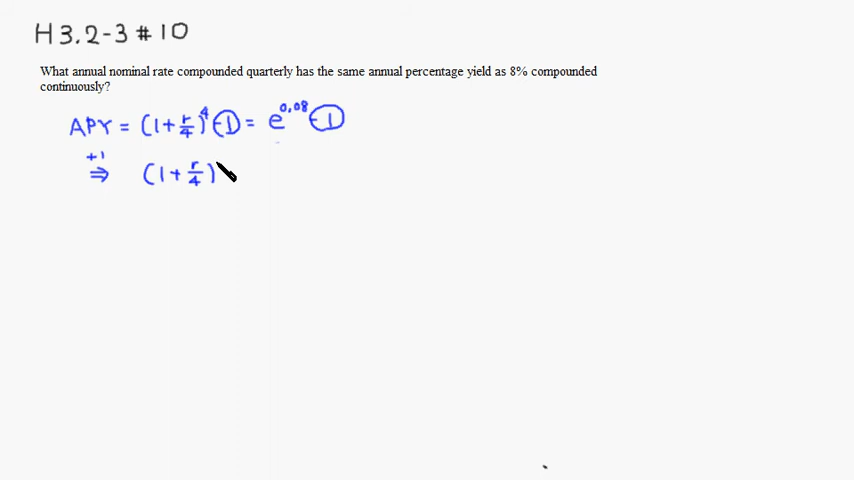 H 3.2-3 # 10
What annual nominal rate compounded quarterly has the same annual percentage yield as 8% compounded
continuously?
APY = (1 + r/4)^4 - 1 = e^0.08 - 1
+1
⇒ (1 + r/4)